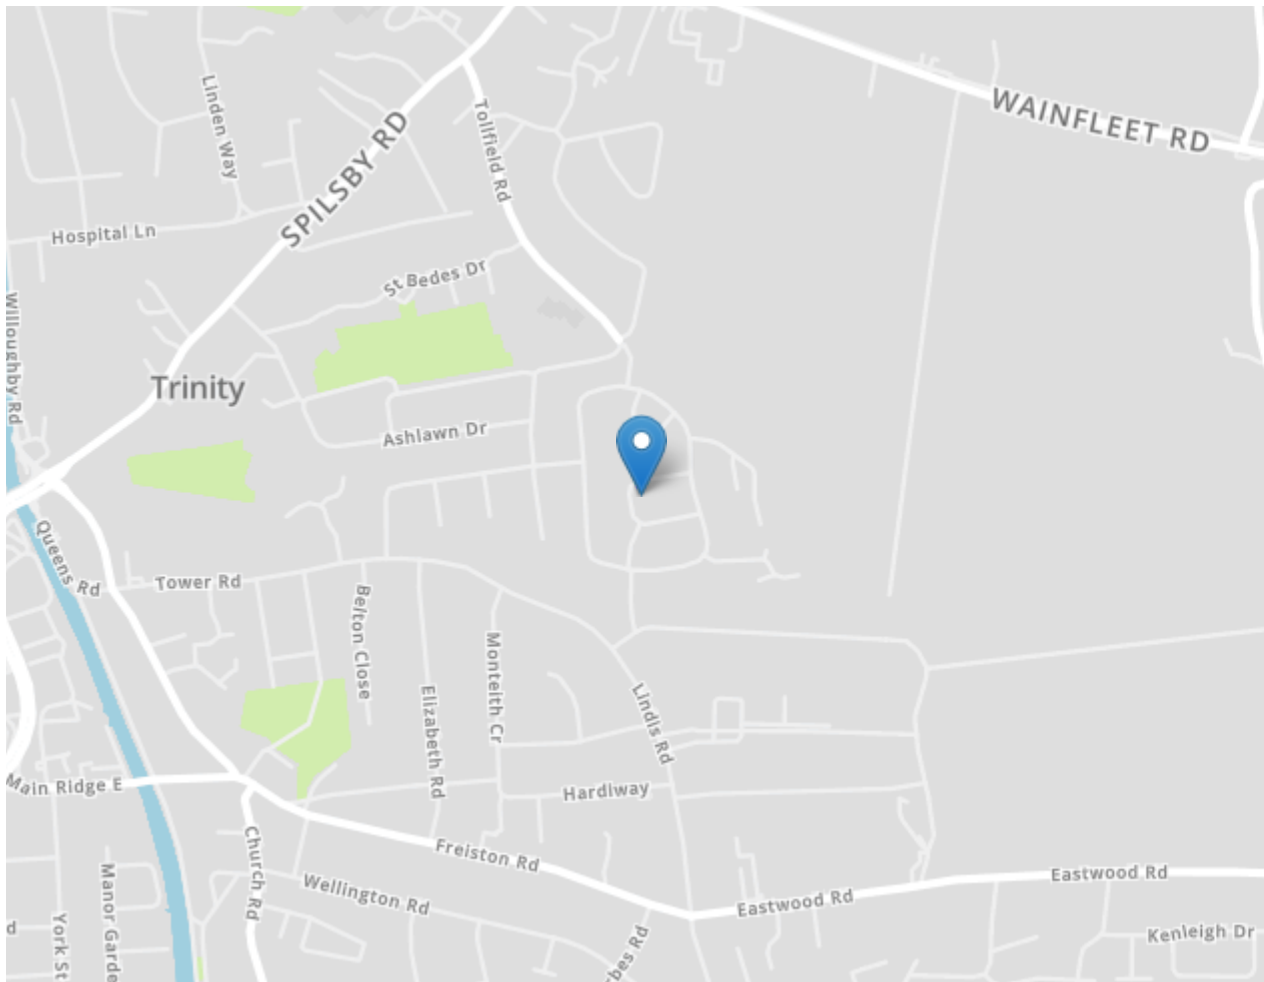 WAINFLEET RD
Linden Way
Tollfield Rd
SPILSBY RD
Hospital Ln
St Bedes Dr
Willoughby Rd
Trinity
Ashlawn Dr
Queens Rd
Tower Rd
Belton Close
Monteith Cr
Elizabeth Rd
Lindis Rd
Main Ridge E
Hardiway
Church Rd
Freiston Rd
Eastwood Rd
Wellington Rd
Eastwood Rd
Manor Garde
York St
d
rbes Rd
Kenleigh Dr